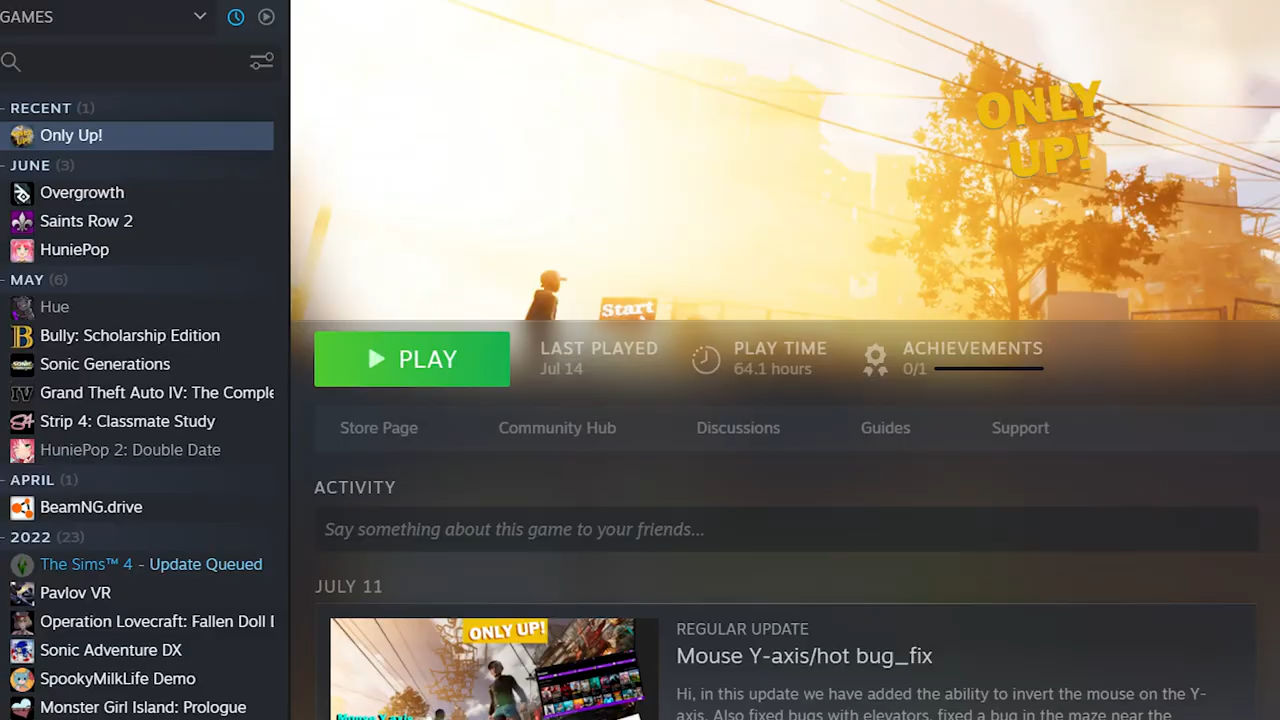 GAMES
- RECENT (1)
Only Up!
- JUNE (3)
Overgrowth
Saints Row 2
HuniePop
- MAY (6)
Hue
Bully: Scholarship Edition
Sonic Generations
Grand Theft Auto IV: The Comple
Strip 4: Classmate Study
HuniePop 2: Double Date
- APRIL (1)
BeamNG.drive
- 2022 (23)
The Sims™ 4 - Update Queued
Pavlov VR
Operation Lovecraft: Fallen Doll
Sonic Adventure DX
SpookyMilkLife Demo
Monster Girl Island: Prologue
ONLY
UP!
Start
PLAY
LAST PLAYED
Jul 14
PLAY TIME
64.1 hours
ACHIEVEMENTS
0/1
Store Page
Community Hub
Discussions
Guides
Support
ACTIVITY
Say something about this game to your friends...
JULY 11
ONLY UP!
Mouse Y-axis
REGULAR UPDATE
Mouse Y-axis/hot bug_fix
Hi, in this update we have added the ability to invert the mouse on the Y-
axis. Also fixed bugs with elevators, fixed a bug in the maze near the